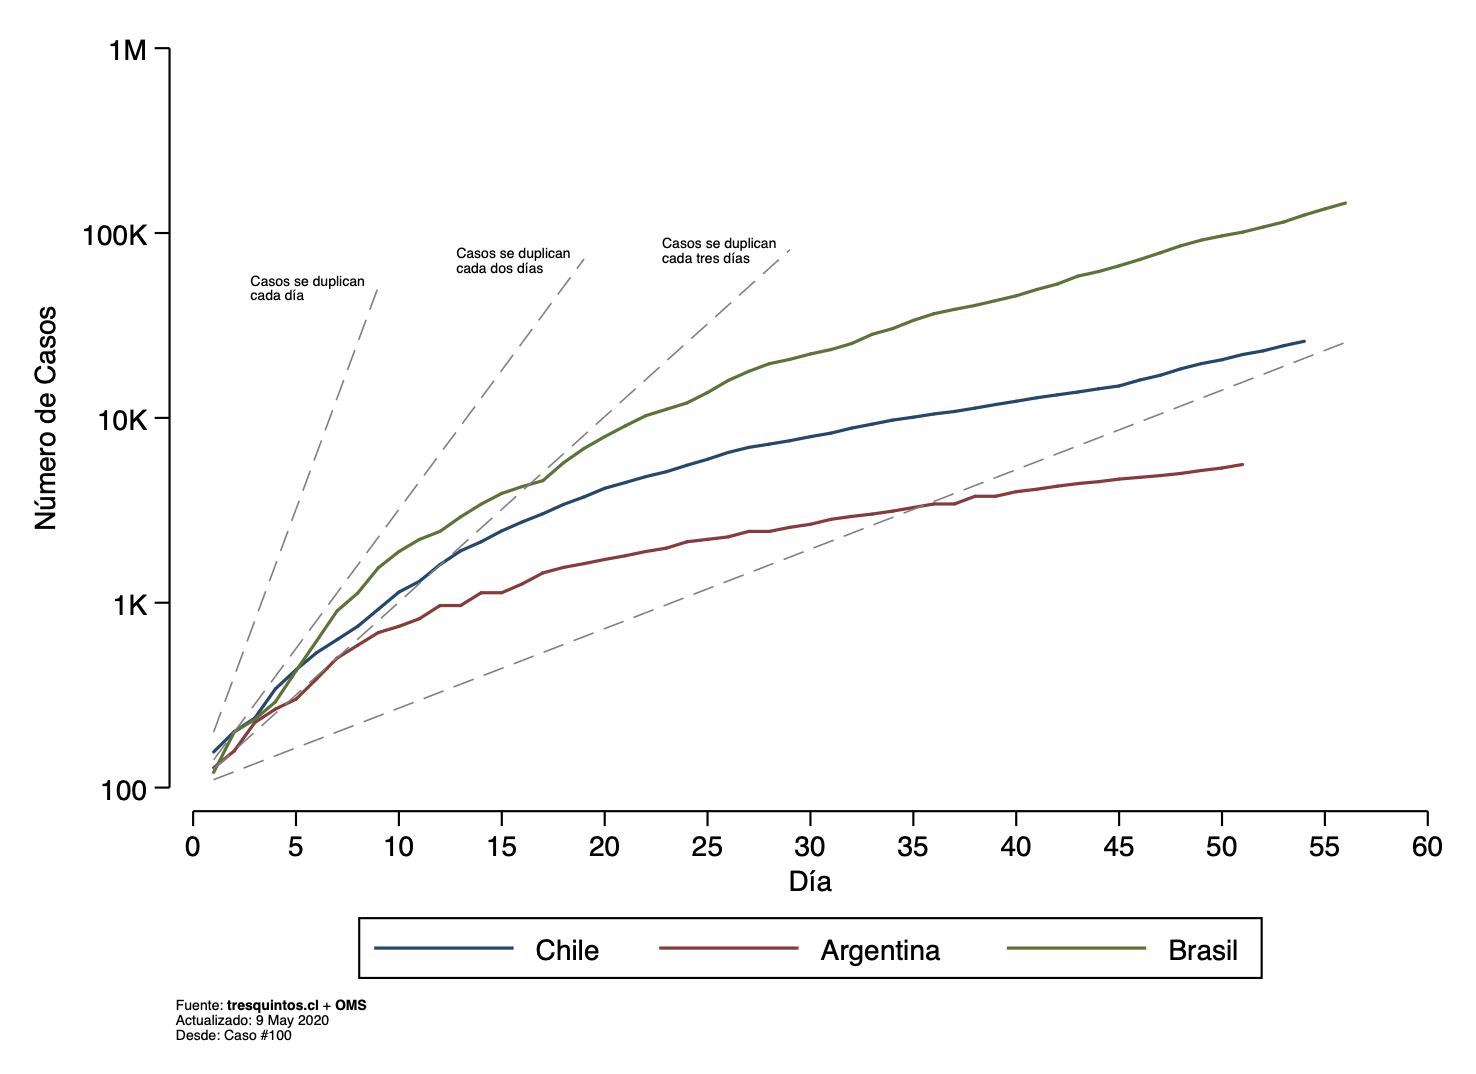 1M
100K
10K
1K
100
Número de Casos
Casos se duplican
cada día
Casos se duplican
cada dos días
Casos se duplican
cada tres días
0 5 10 15 20 25 30 35 40 45 50 55 60
Día
Chile Argentina Brasil
Fuente: tresquintos.cl + OMS
Actualizado: 9 May 2020
Desde: Caso #100